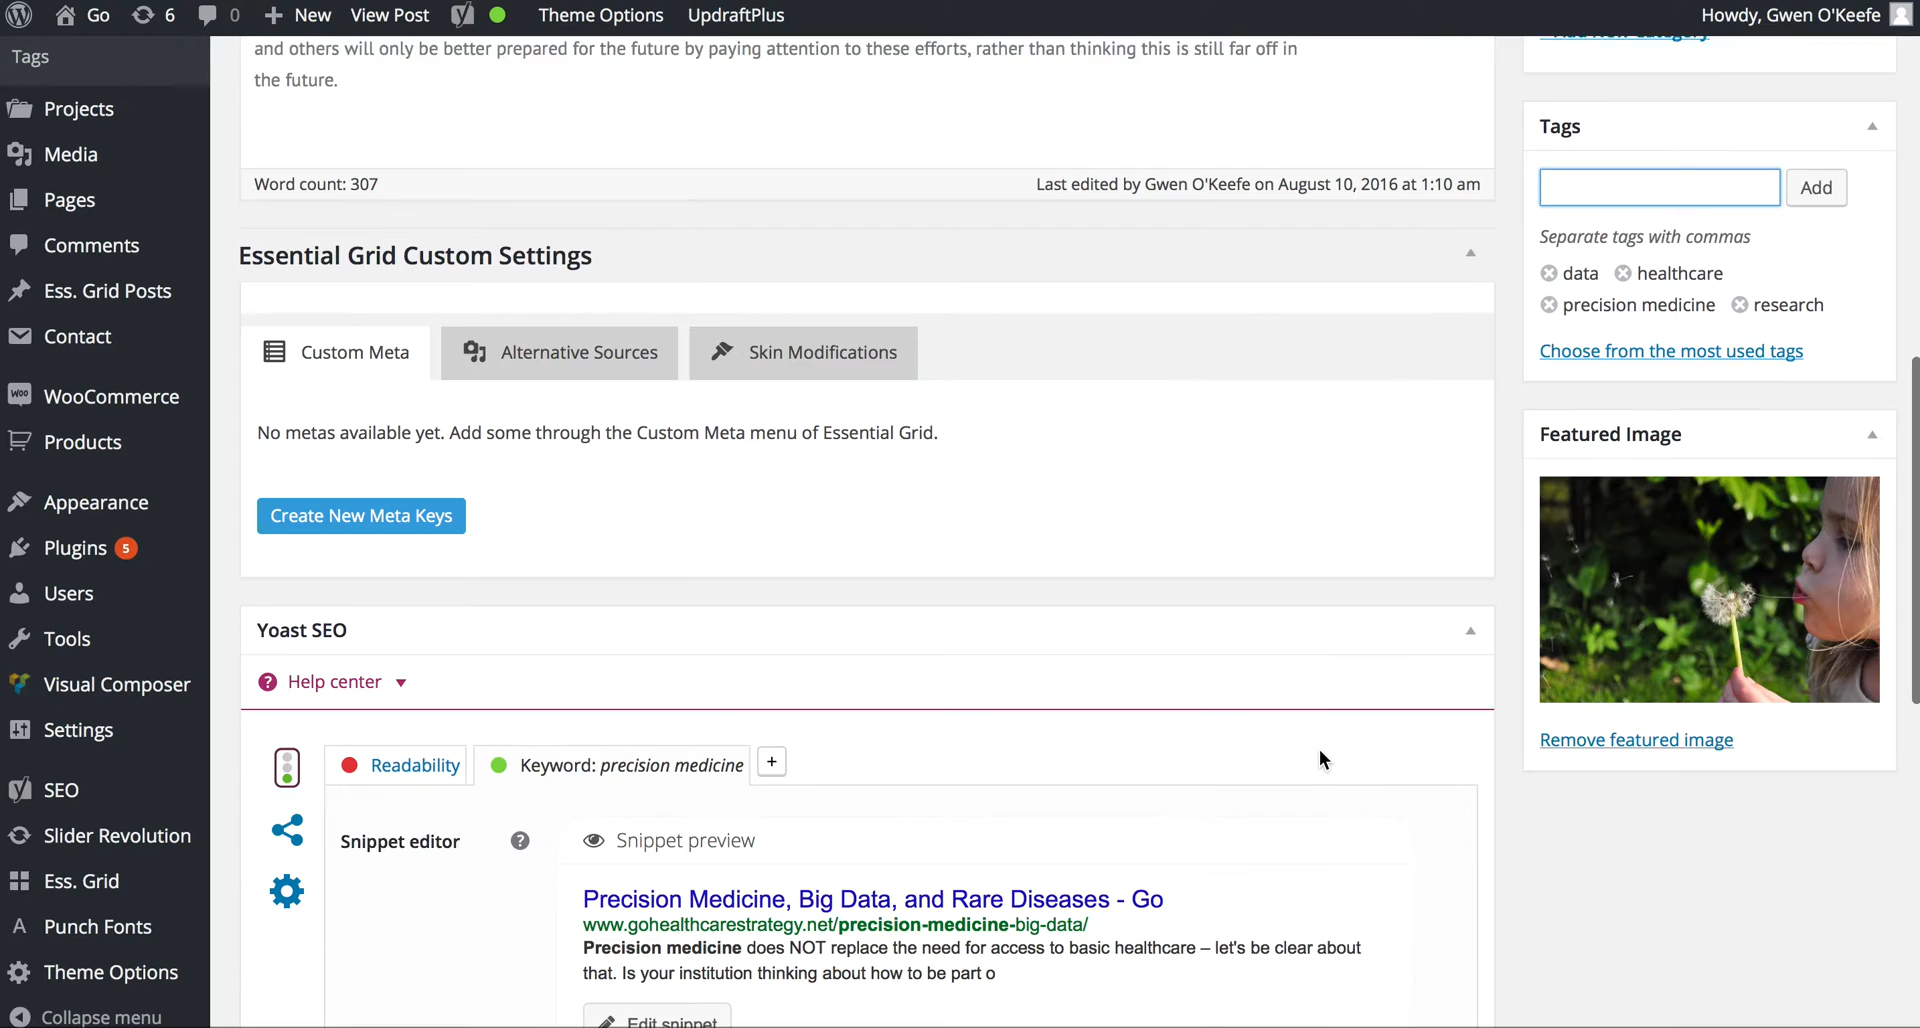 Go 6 0 New View Post Theme Options UpdraftPlus Howdy, Gwen O'Keefe
Tags
Projects
Media
Pages
Comments
Ess. Grid Posts
Contact
WooCommerce
Products
Appearance
Plugins 5
Users
Tools
Visual Composer
Settings
SEO
Slider Revolution
Ess. Grid
Punch Fonts
Theme Options
Collapse menu
and others will only be better prepared for the future by paying attention to these efforts, rather than thinking this is still far off in
the future.
Word count: 307 Last edited by Gwen O'Keefe on August 10, 2016 at 1:10 am
Essential Grid Custom Settings
Custom Meta Alternative Sources Skin Modifications
No metas available yet. Add some through the Custom Meta menu of Essential Grid.
Create New Meta Keys
Yoast SEO
? Help center
Readability Keyword: precision medicine +
Snippet editor ? Snippet preview
Precision Medicine, Big Data, and Rare Diseases - Go
www.gohealthcarestrategy.net/precision-medicine-big-data/
Precision medicine does NOT replace the need for access to basic healthcare – let's be clear about
that. Is your institution thinking about how to be part o
Edit snippet
Add New Category
Tags
Add
Separate tags with commas
data healthcare
precision medicine research
Choose from the most used tags
Featured Image
Remove featured image